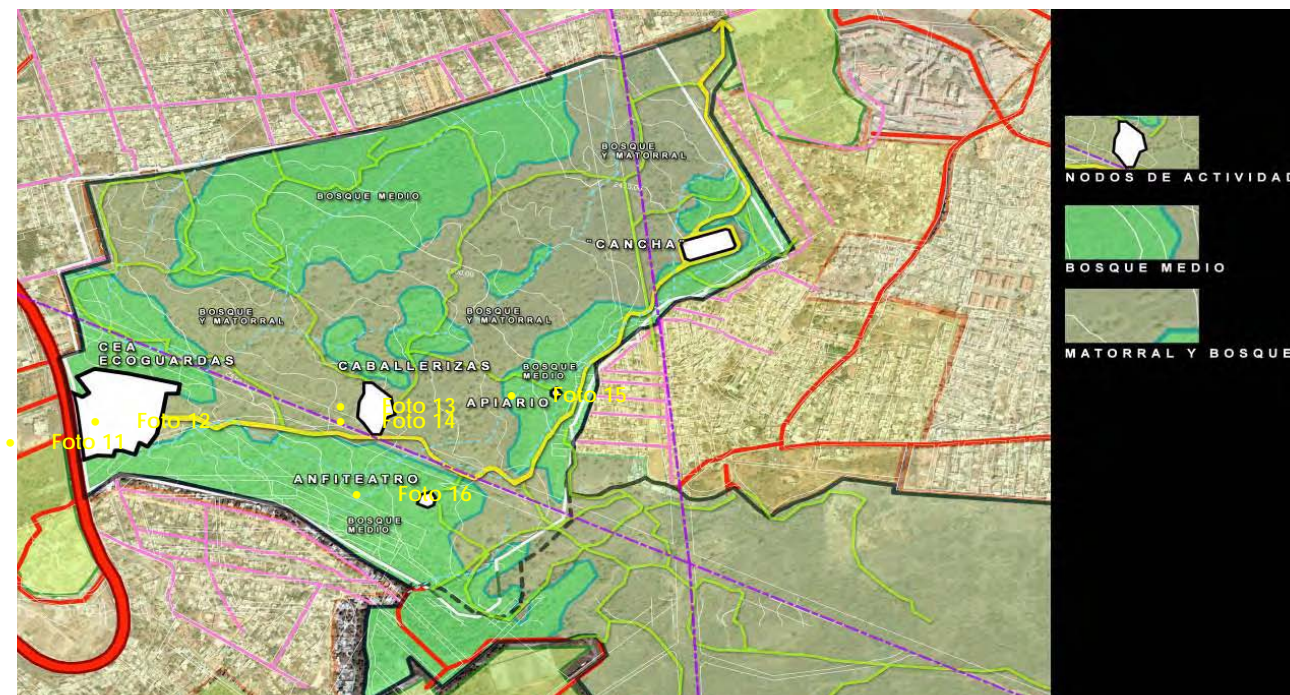 BOSQUE
Y MATORRAL
BOSQUE MEDIO
"CANCHA"
BOSQUE
Y MATORRAL
BOSQUE
Y MATORRAL
CEA
ECOGUARDAS
CABALLERIZAS
BOSQUE
MEDIO
APIARIO
Foto 15
Foto 13
Foto 12
Foto 14
Foto 11
ANFITEATRO
Foto 16
BOSQUE
MEDIO
NODOS DE ACTIVIDAD
BOSQUE MEDIO
MATORRAL Y BOSQUE